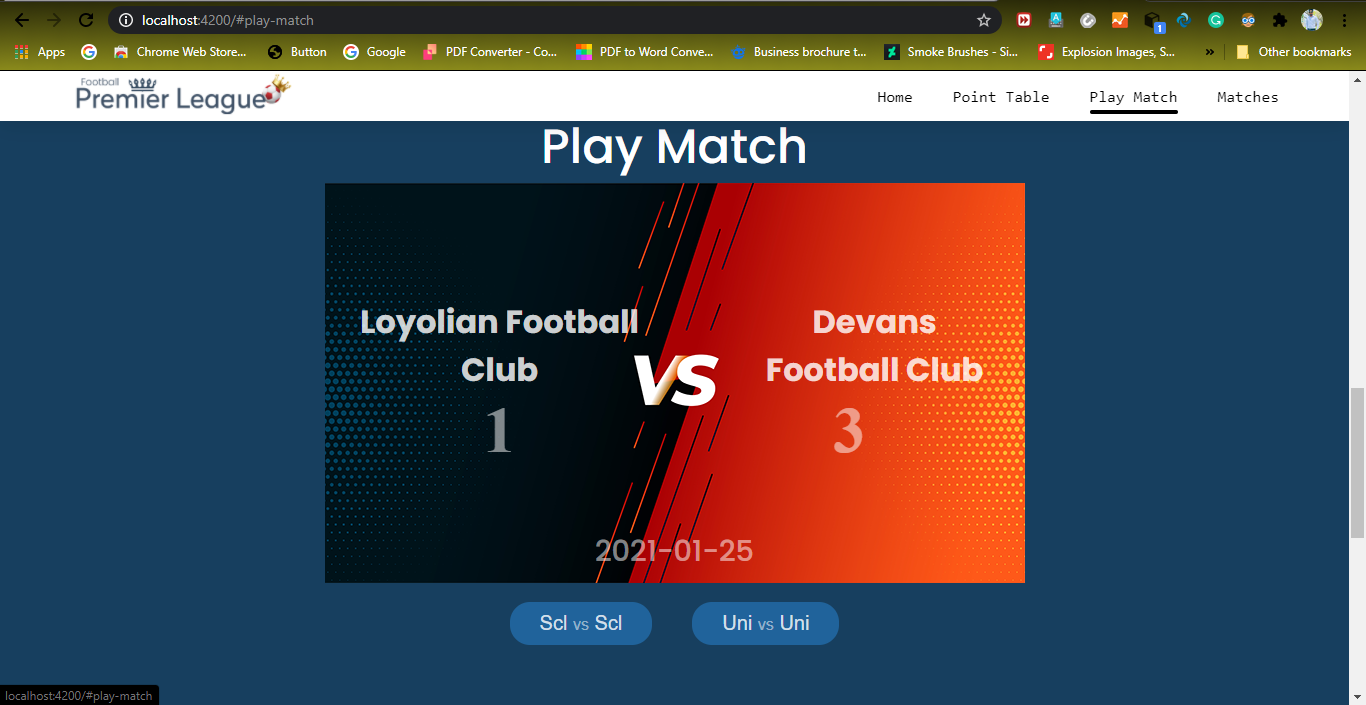 localhost:4200/#play-match
Apps
Chrome Web Store...
Button
Google
PDF Converter - Co...
PDF to Word Conve...
Business brochure t...
Smoke Brushes - Si...
Explosion Images, S...
»
Other bookmarks
Football
Premier League
Home
Point Table
Play Match
Matches
Play Match
Loyolian Football
Club
1
VS
Devans
Football Club
3
2021-01-25
Scl vs Scl
Uni vs Uni
localhost:4200/#play-match